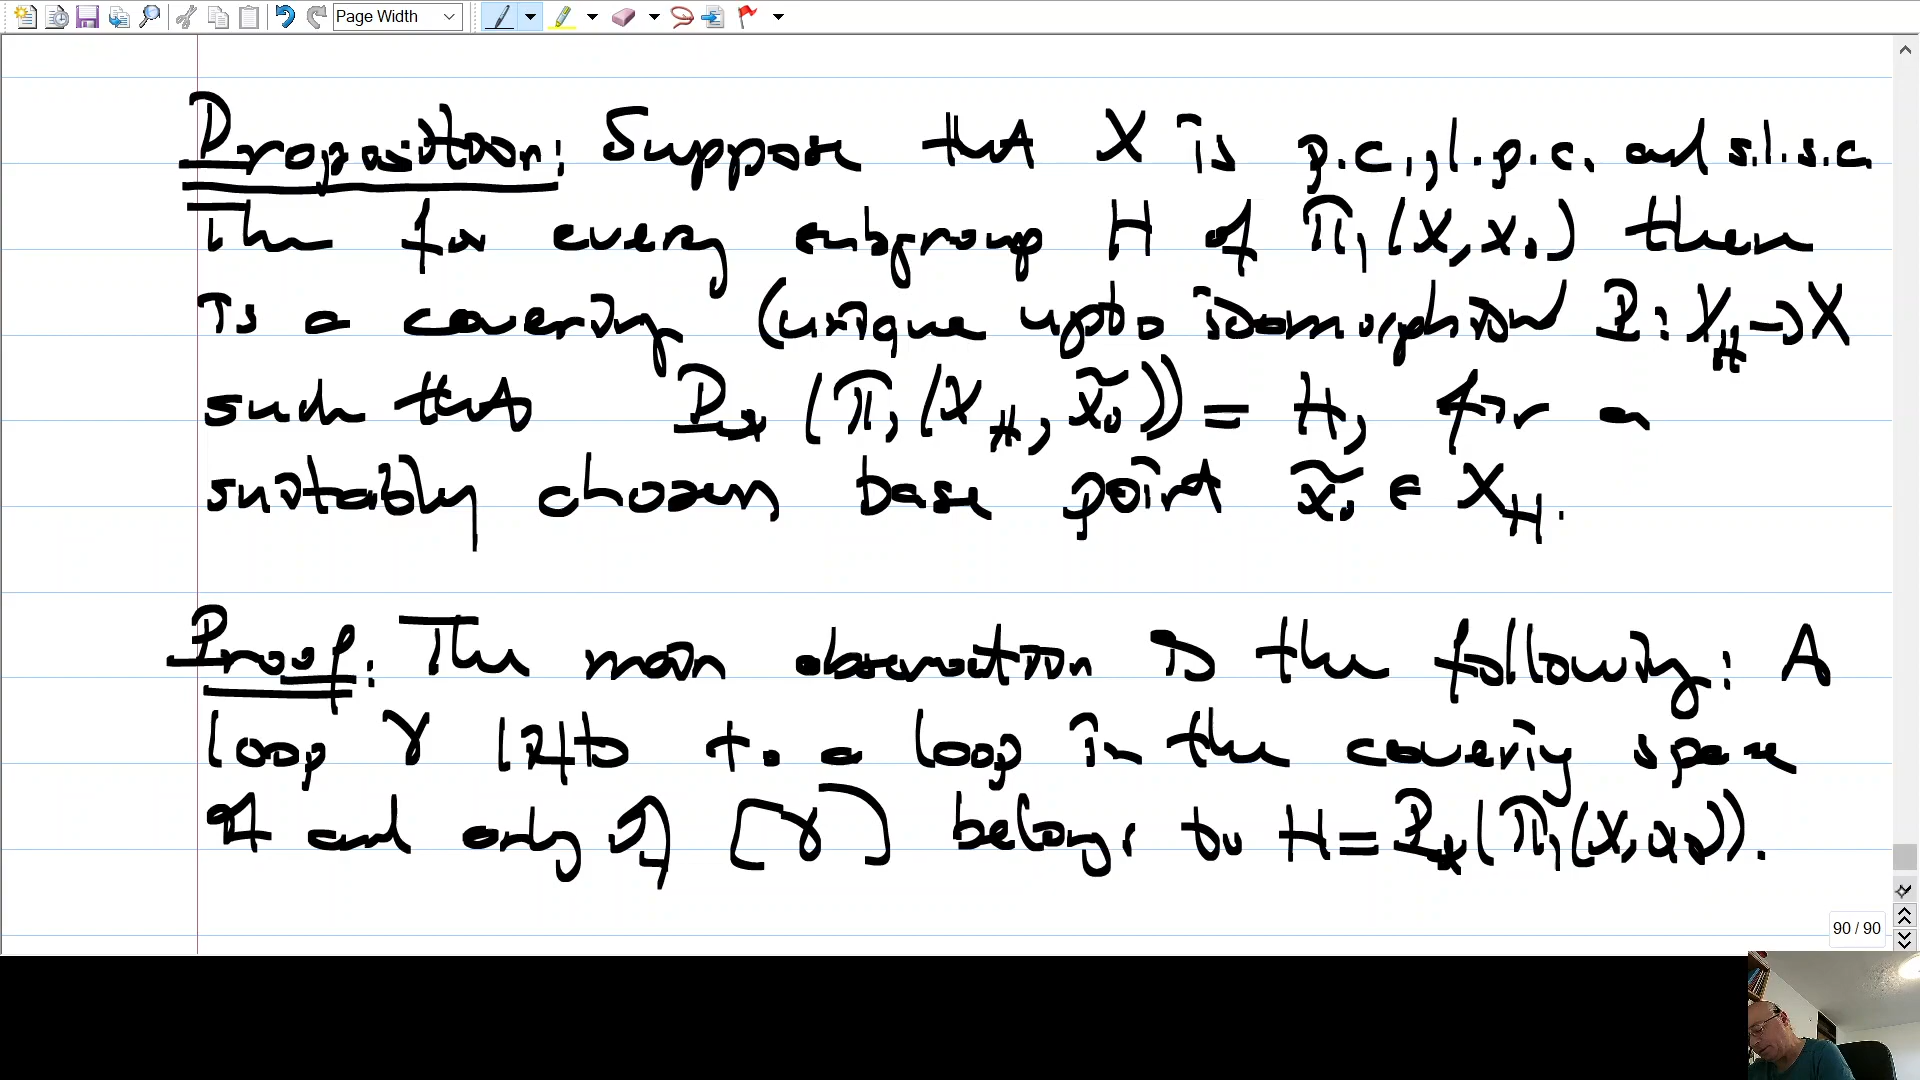 Page Width
Proposition: Suppose that X is p.c., l.p.c. and s.l.s.c.
Then for every subgroup H of π₁(X, x₀) there
is a covering (unique upto isomorphism P: X_H → X
such that P_*(π₁(X_H, x̃₀)) = H, for a
suitably chosen base point x̃₀ ∈ X_H.
Proof: The main observation is the following: A
loop γ lifts to a loop in the covering space
if and only if [γ] belongs to H = P_*(π₁(X, x₀)).
90 / 90